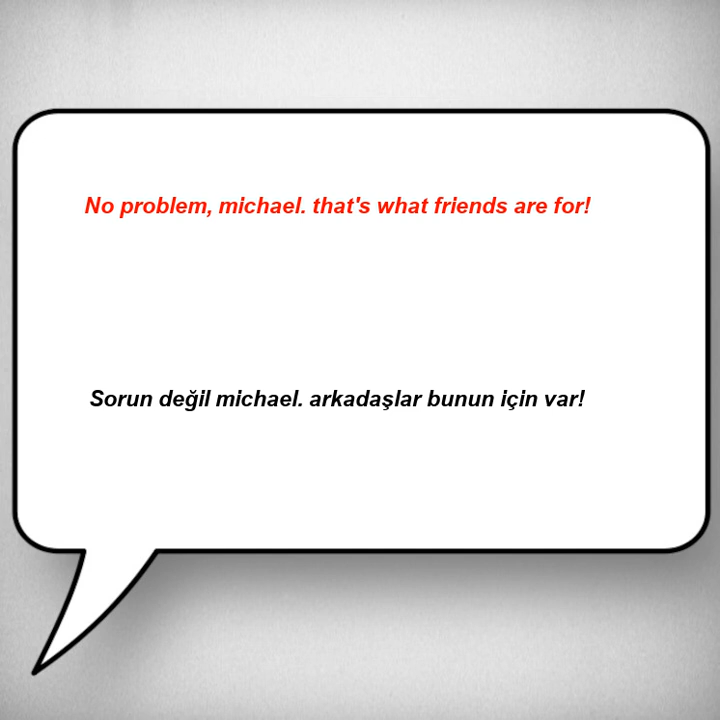 No problem, michael. that's what friends are for!
Sorun değil michael. arkadaşlar bunun için var!